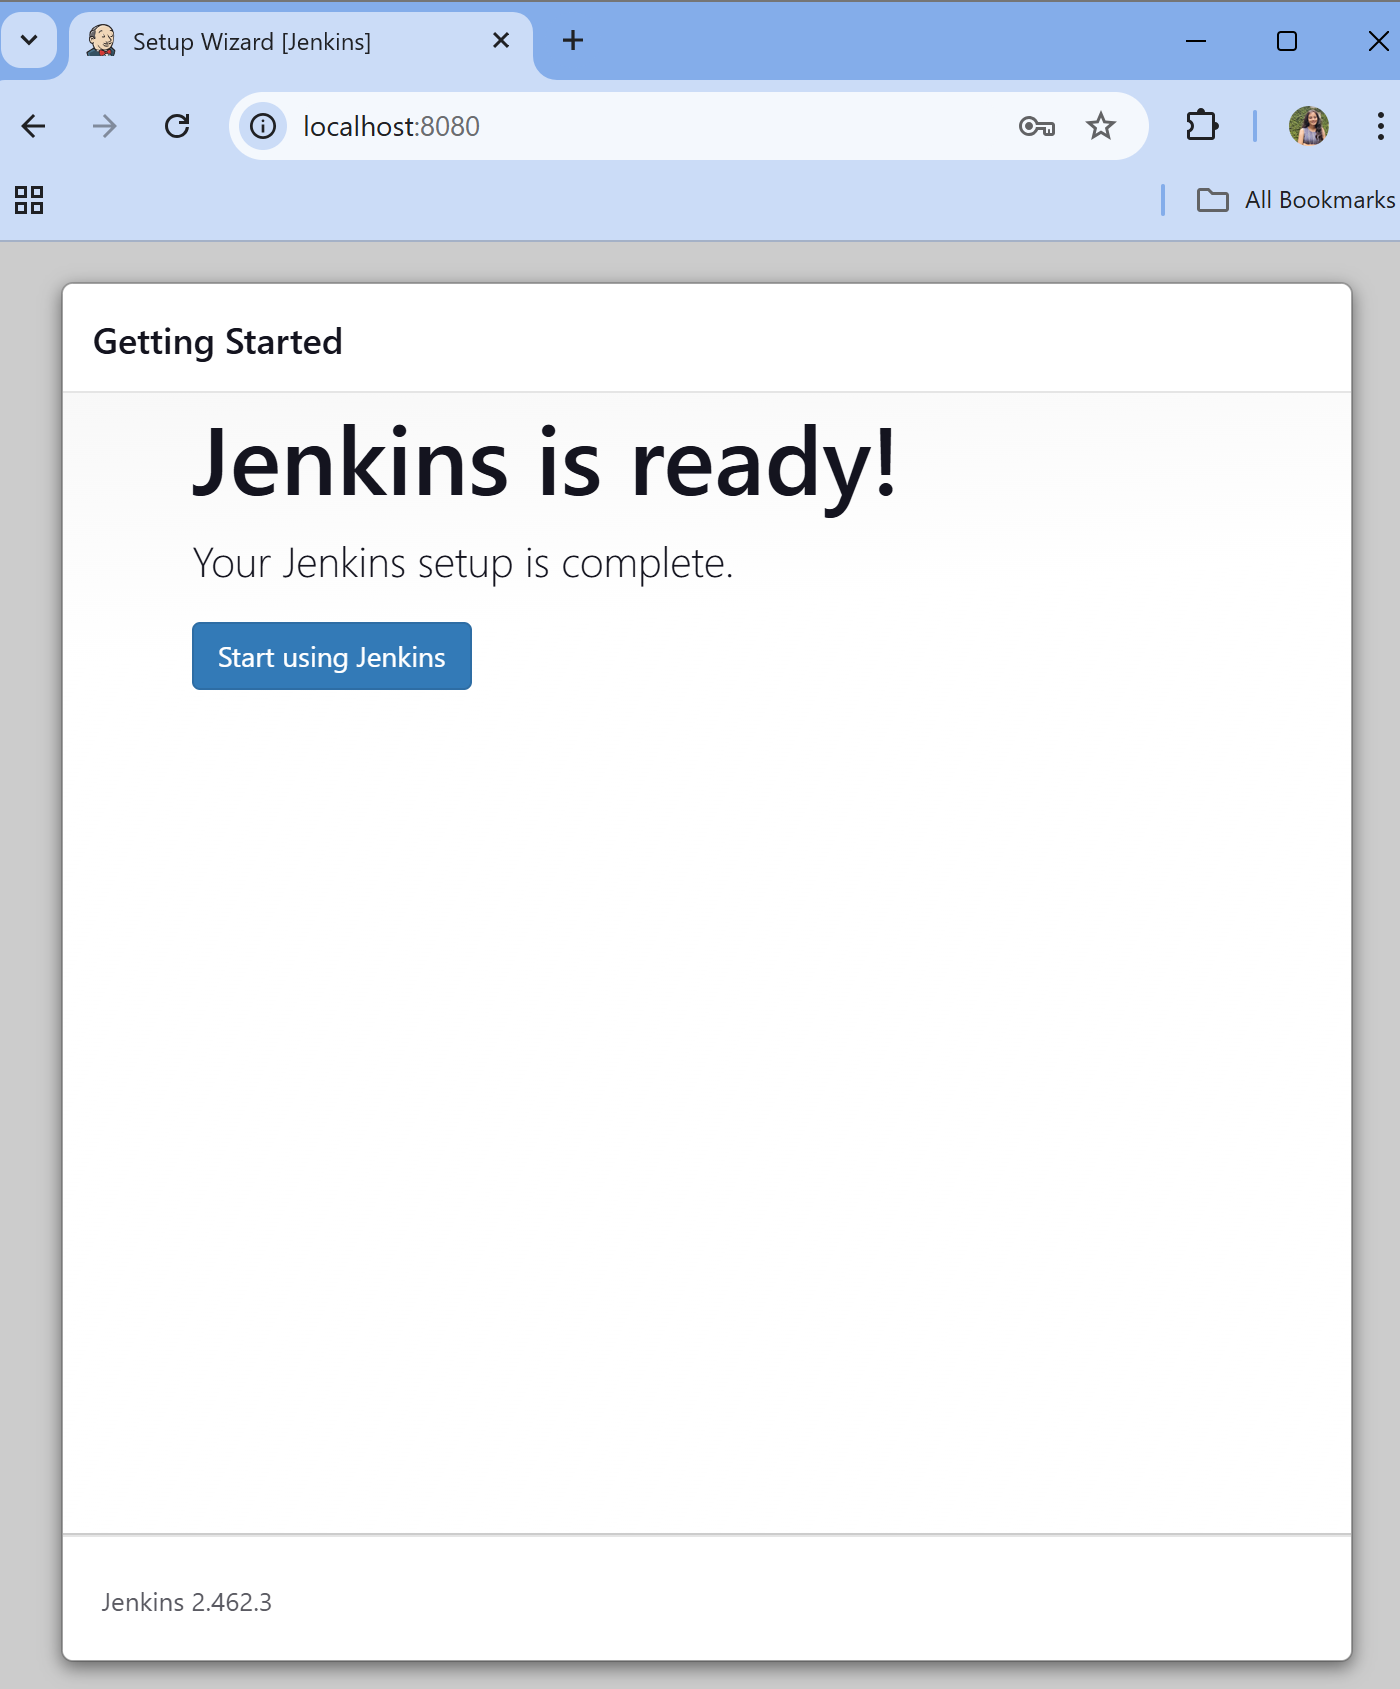 Setup Wizard [Jenkins]
localhost:8080
All Bookmarks
Getting Started
Jenkins is ready!
Your Jenkins setup is complete.
Start using Jenkins
Jenkins 2.462.3